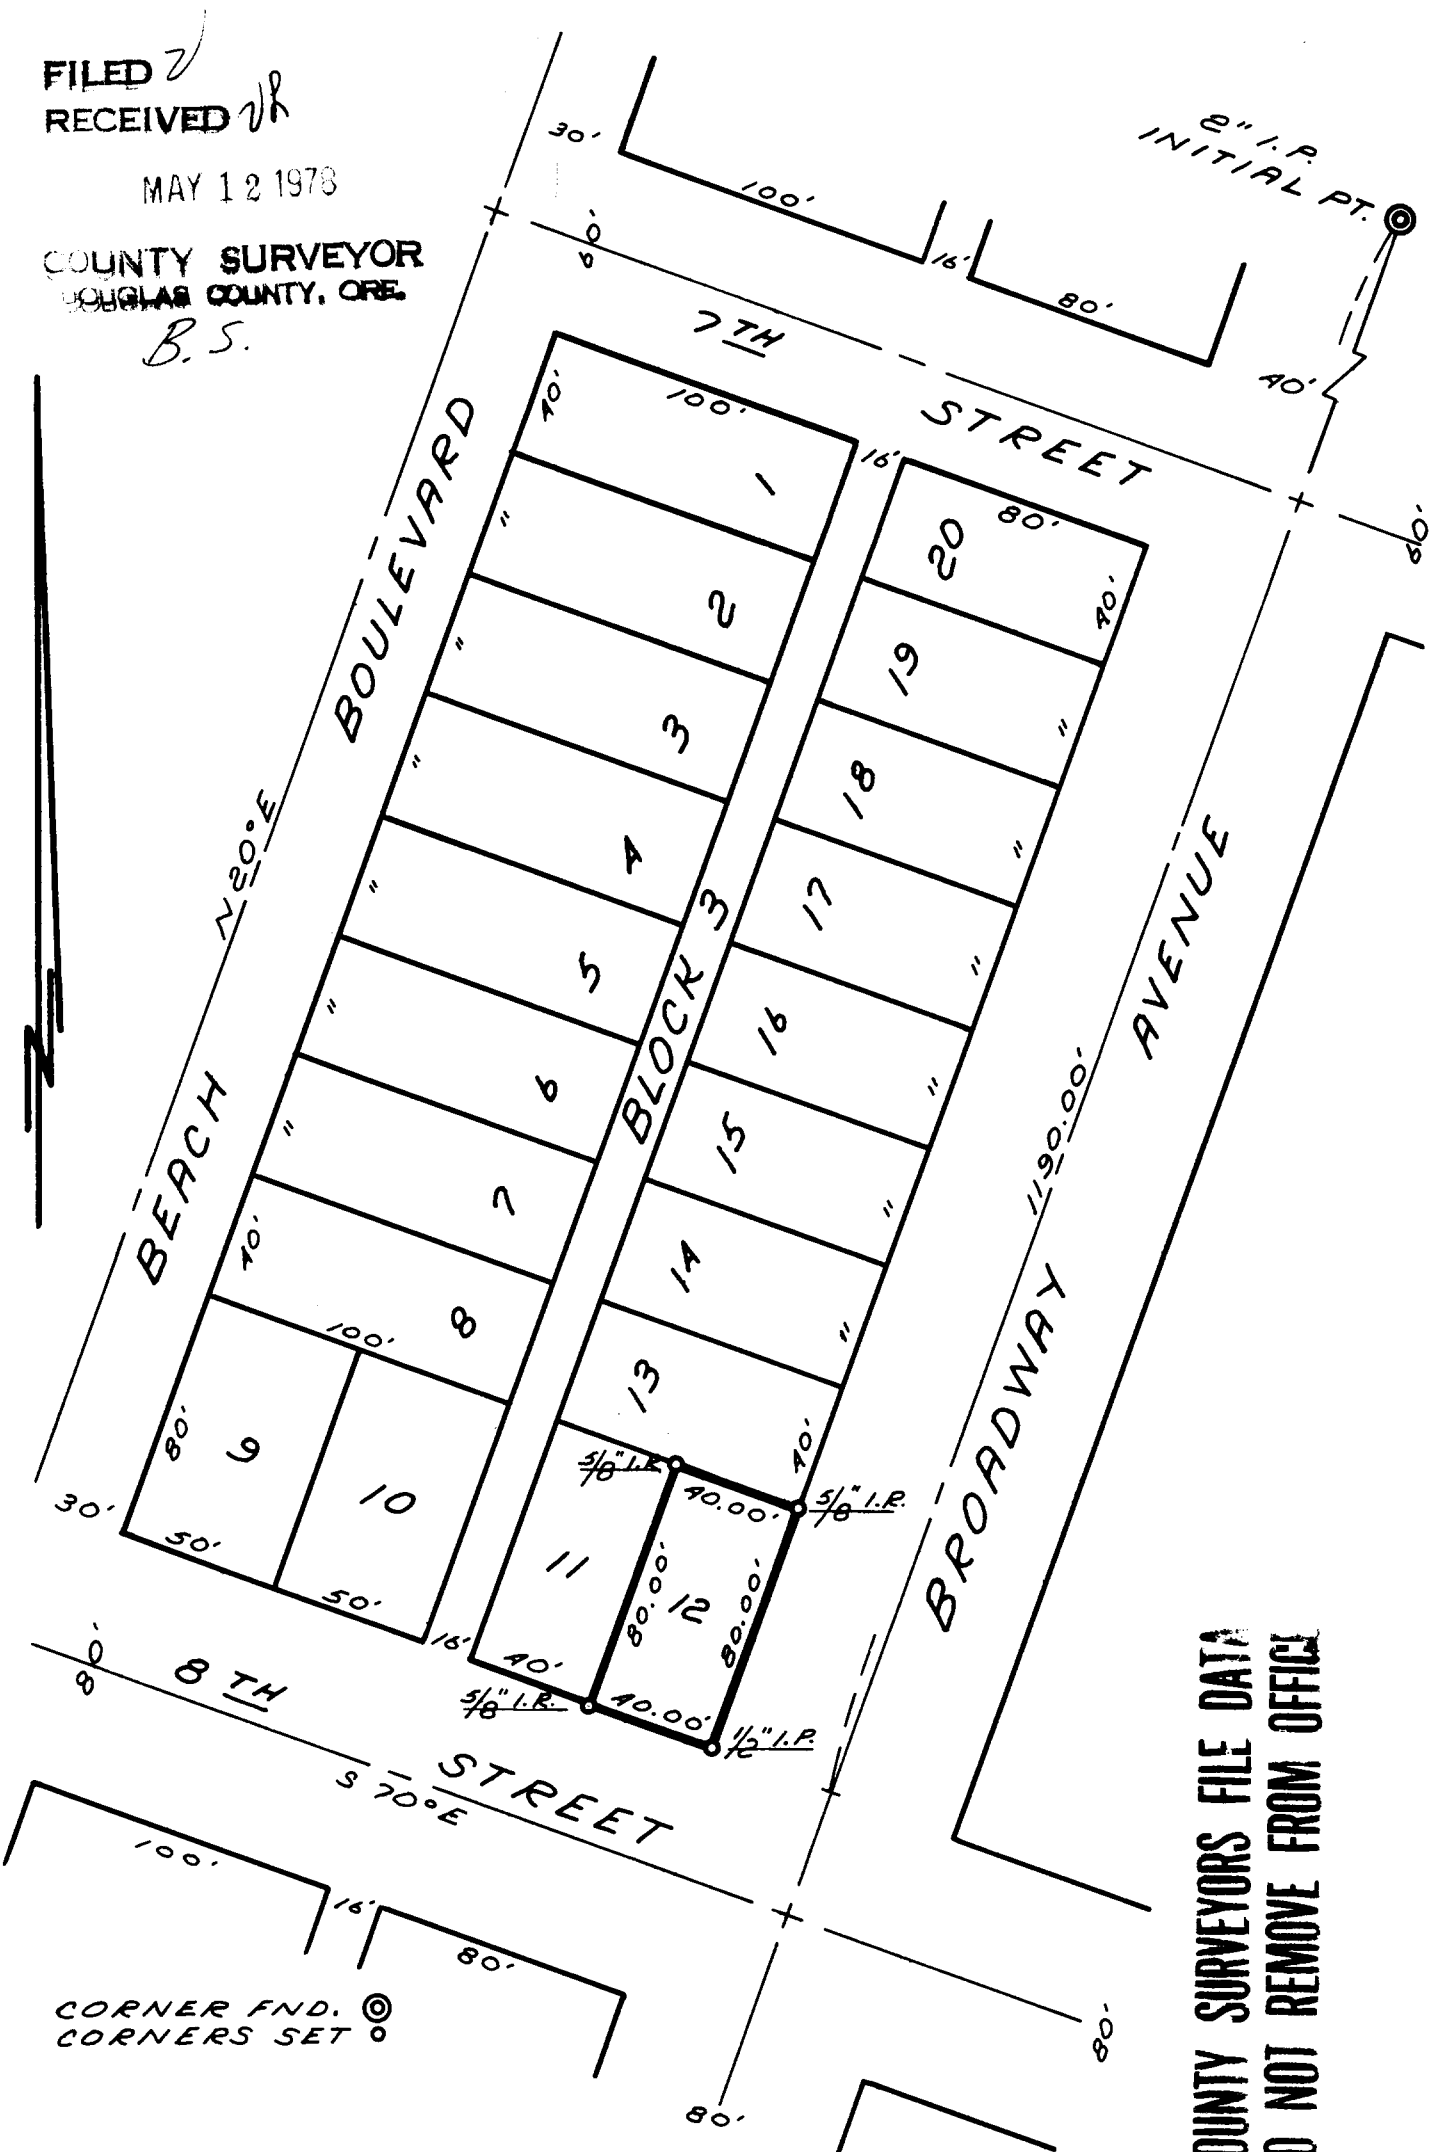 FILED
RECEIVED
MAY 12 1978
COUNTY SURVEYOR
DOUGLAS COUNTY, ORE.
B. S.
2" I.P.
INITIAL PT.
30'
100'
16'
80'
60'
40'
7TH STREET
60'
40'
100'
16'
80'
40'
1
2
3
4
5
6
7
8
9
10
20
19
18
17
16
15
14
13
11
12
"
"
"
"
"
"
"
"
"
"
"
"
BEACH BOULEVARD
N 20° E
BLOCK 3
BROADWAY AVENUE
1190.00'
40'
100'
80'
50'
50'
30'
16'
40'
40'
5/8" I.R.
5/8" I.R.
40.00'
80.00'
80.00'
40.00'
5/8" I.R.
1/2" I.P.
80'
8TH STREET
S 70° E
100'
16'
80'
80'
80'
CORNER FND.
CORNERS SET
OUNTY SURVEYORS FILE DATA
NOT REMOVE FROM OFFICE